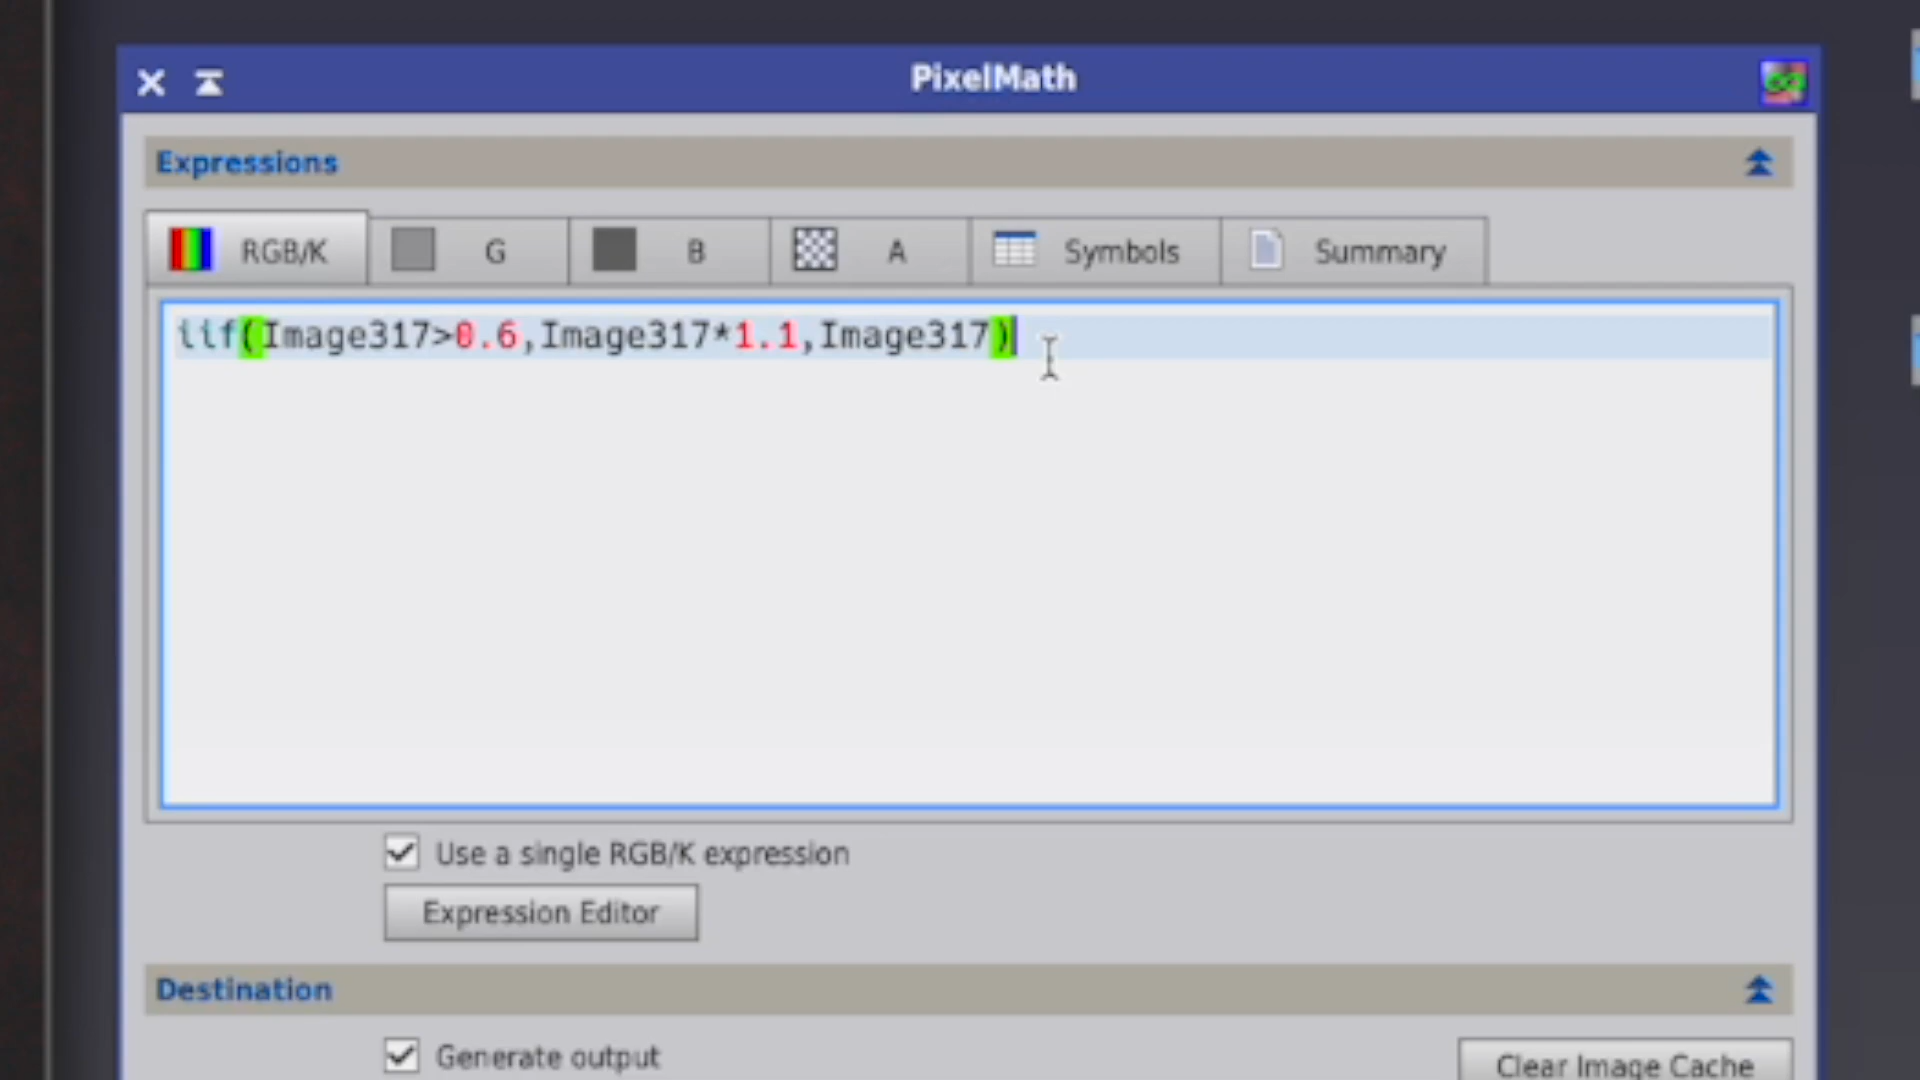 PixelMath
Expressions
RGB/K G B A Symbols Summary
iif(Image317>0.6,Image317*1.1,Image317)
Use a single RGB/K expression
Expression Editor
Destination
Generate output
Clear Image Cache